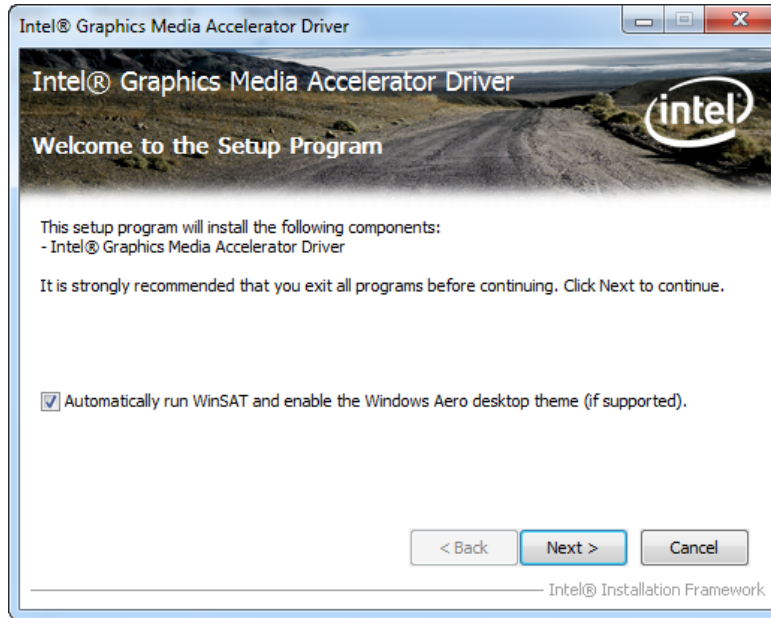 Intel® Graphics Media Accelerator Driver
Intel® Graphics Media Accelerator Driver
intel
Welcome to the Setup Program
This setup program will install the following components:
- Intel® Graphics Media Accelerator Driver
It is strongly recommended that you exit all programs before continuing. Click Next to continue.
Automatically run WinSAT and enable the Windows Aero desktop theme (if supported).
< Back Next > Cancel
Intel® Installation Framework